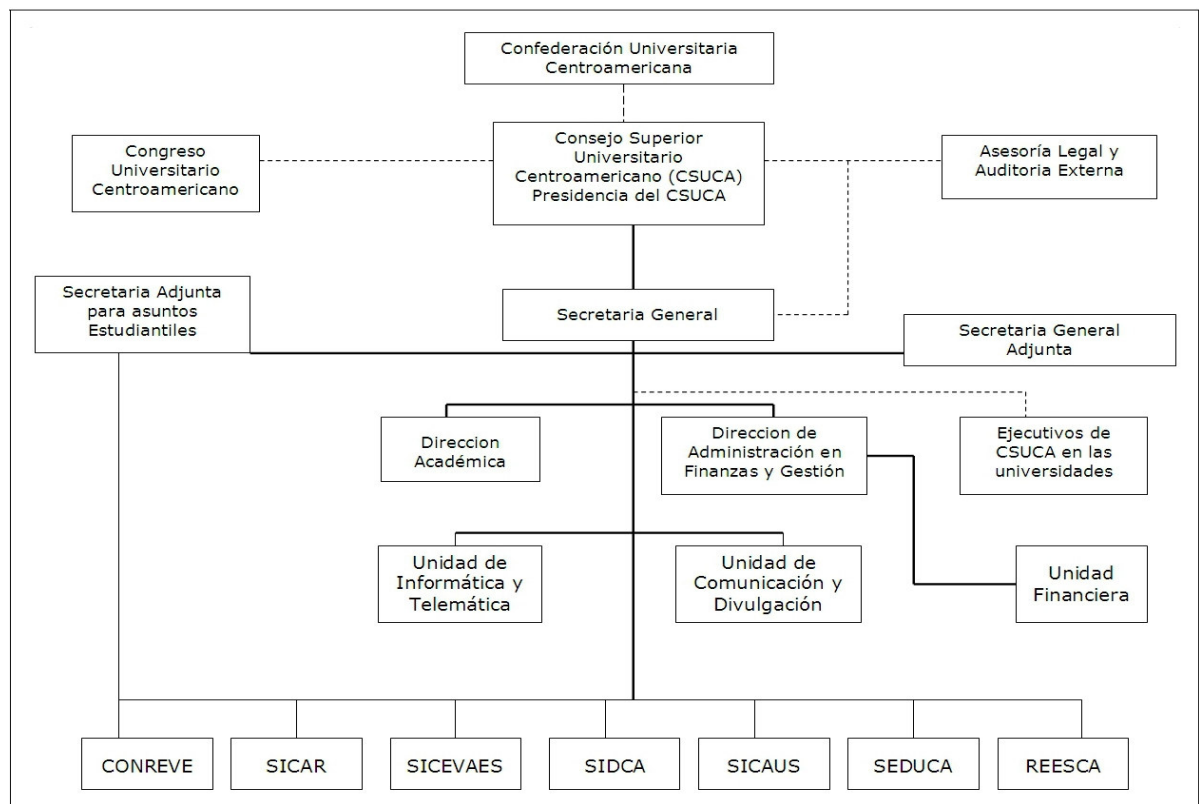 Confederación Universitaria
Centroamericana
Congreso
Universitario
Centroamericano
Consejo Superior
Universitario
Centroamericano (CSUCA)
Presidencia del CSUCA
Asesoría Legal y
Auditoria Externa
Secretaria Adjunta
para asuntos
Estudiantiles
Secretaria General
Secretaria General
Adjunta
Direccion
Académica
Direccion de
Administración en
Finanzas y Gestión
Ejecutivos de
CSUCA en las
universidades
Unidad de
Informática y
Telemática
Unidad de
Comunicación y
Divulgación
Unidad
Financiera
CONREVE
SICAR
SICEVAES
SIDCA
SICAUS
SEDUCA
REESCA